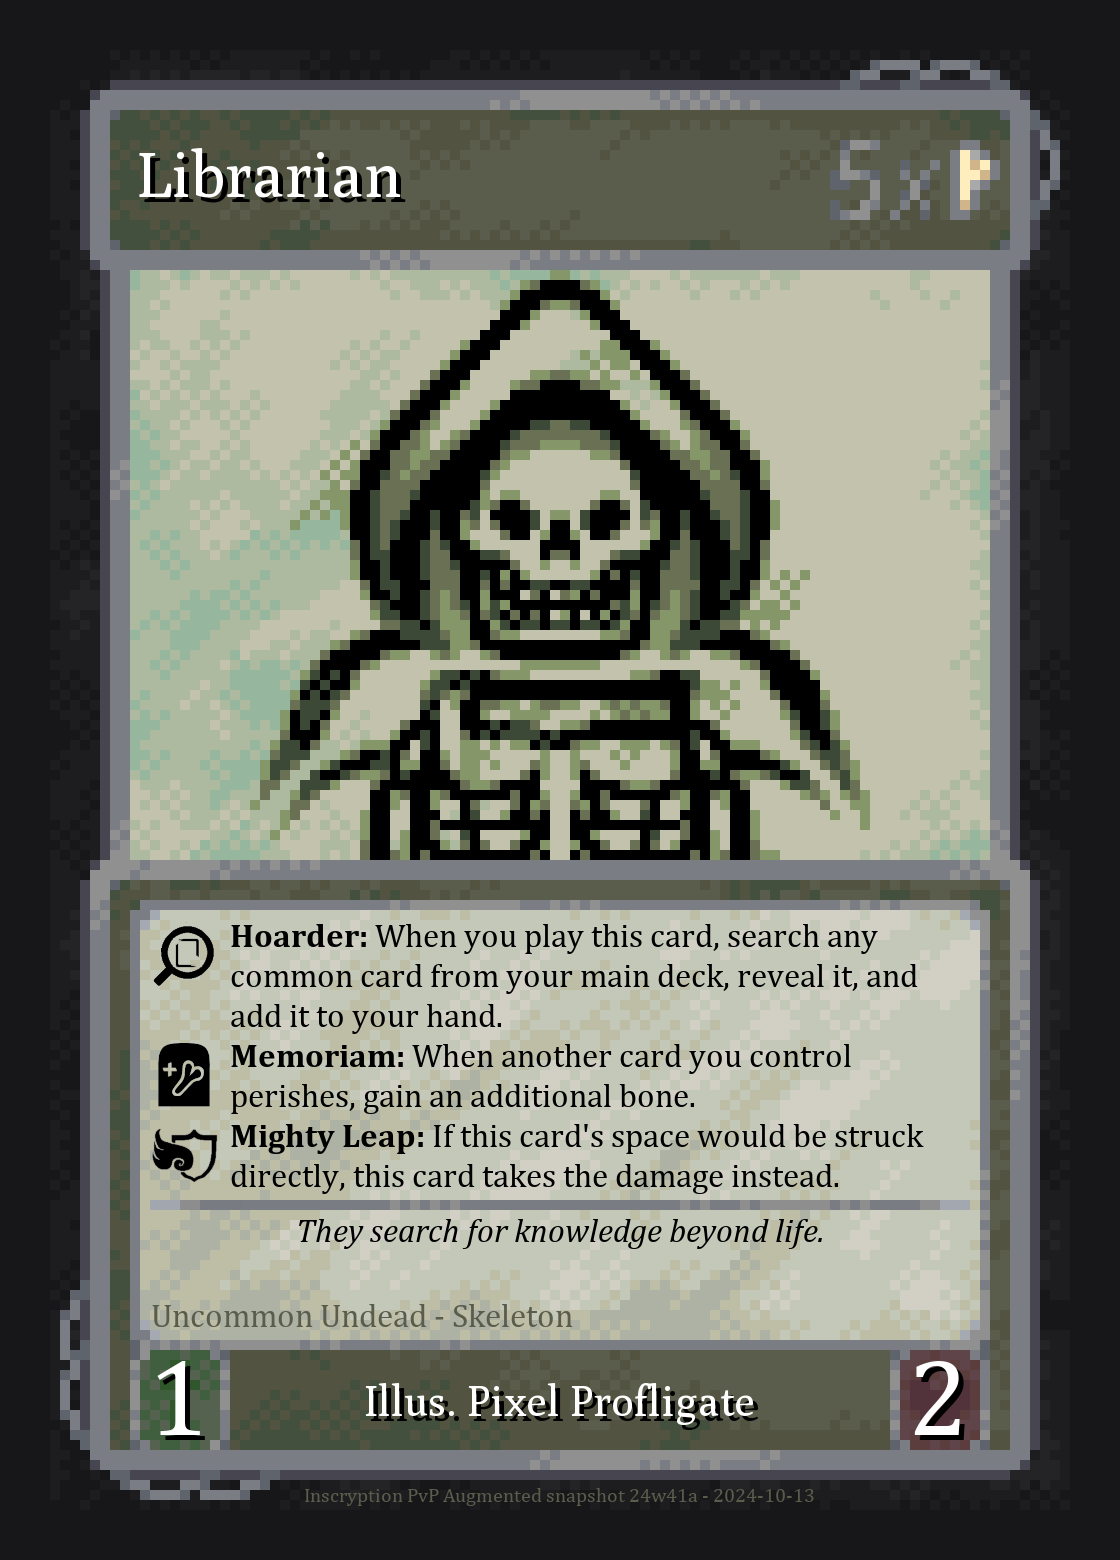 Librarian 5x
Hoarder: When you play this card, search any
common card from your main deck, reveal it, and
add it to your hand.
Memoriam: When another card you control
perishes, gain an additional bone.
Mighty Leap: If this card's space would be struck
directly, this card takes the damage instead.
They search for knowledge beyond life.
Uncommon Undead - Skeleton
1 Illus. Pixel Profligate 2
Inscryption PvP Augmented snapshot 24w41a - 2024-10-13